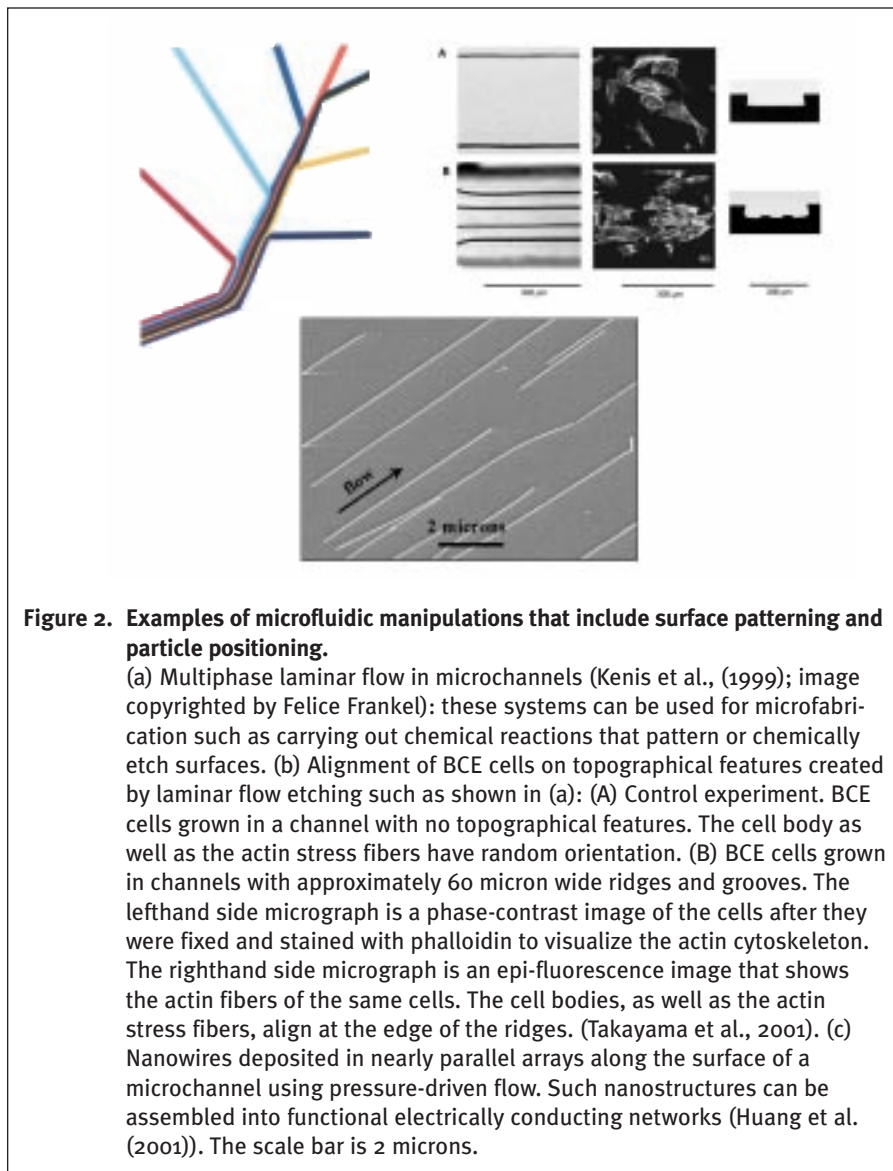 A
B
flow
2 microns
Figure 2. Examples of microfluidic manipulations that include surface patterning and
particle positioning.
(a) Multiphase laminar flow in microchannels (Kenis et al., (1999); image
copyrighted by Felice Frankel): these systems can be used for microfabri-
cation such as carrying out chemical reactions that pattern or chemically
etch surfaces. (b) Alignment of BCE cells on topographical features created
by laminar flow etching such as shown in (a): (A) Control experiment. BCE
cells grown in a channel with no topographical features. The cell body as
well as the actin stress fibers have random orientation. (B) BCE cells grown
in channels with approximately 60 micron wide ridges and grooves. The
lefthand side micrograph is a phase-contrast image of the cells after they
were fixed and stained with phalloidin to visualize the actin cytoskeleton.
The righthand side micrograph is an epi-fluorescence image that shows
the actin fibers of the same cells. The cell bodies, as well as the actin
stress fibers, align at the edge of the ridges. (Takayama et al., 2001). (c)
Nanowires deposited in nearly parallel arrays along the surface of a
microchannel using pressure-driven flow. Such nanostructures can be
assembled into functional electrically conducting networks (Huang et al.
(2001)). The scale bar is 2 microns.